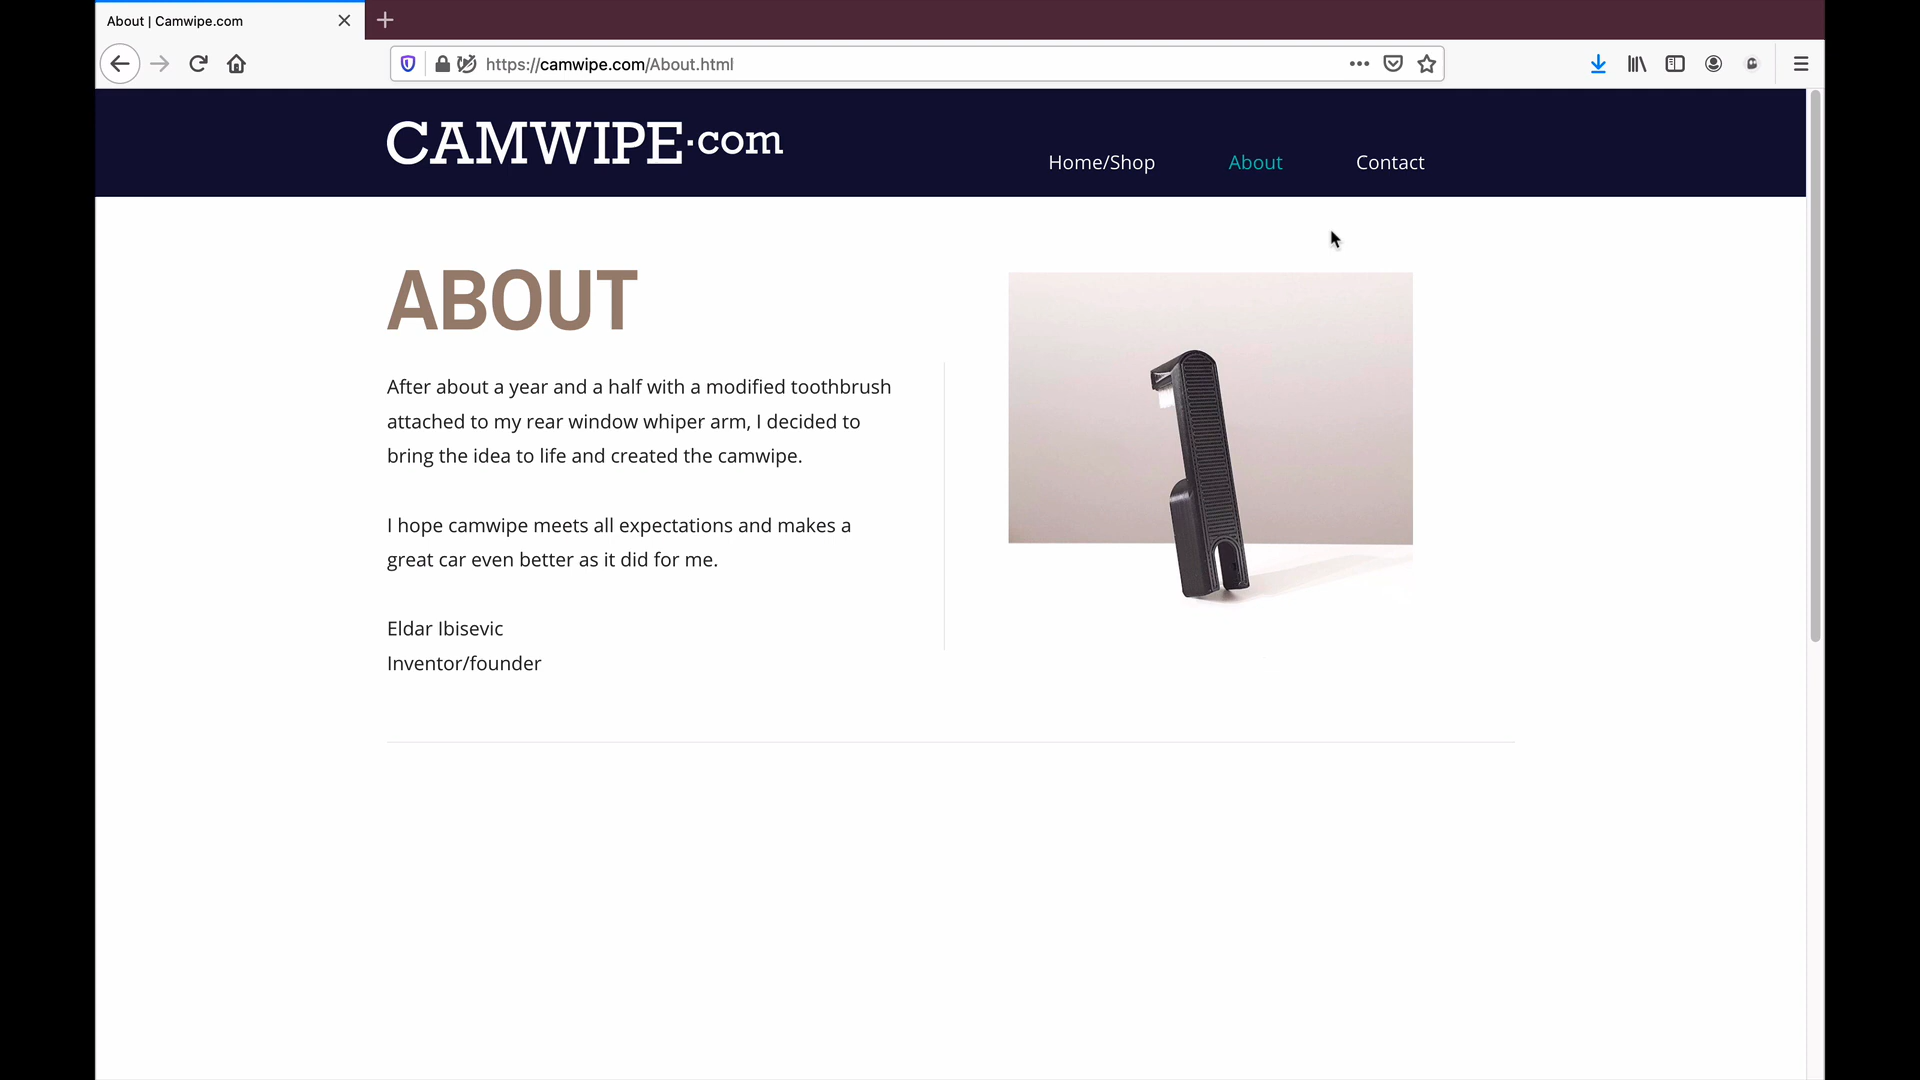 About | Camwipe.com
https://camwipe.com/About.html
CAMWIPE.com
Home/Shop
About
Contact
ABOUT
After about a year and a half with a modified toothbrush
attached to my rear window whiper arm, I decided to
bring the idea to life and created the camwipe.
I hope camwipe meets all expectations and makes a
great car even better as it did for me.
Eldar Ibisevic
Inventor/founder